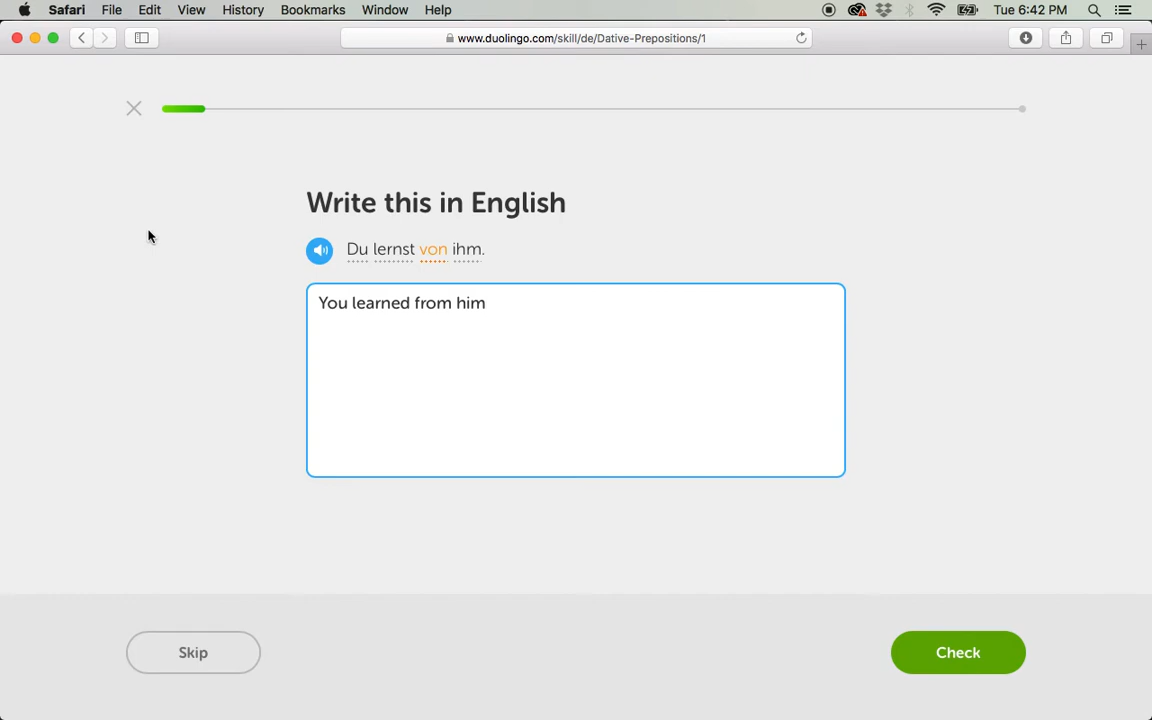 Safari File Edit View History Bookmarks Window Help Tue 6:42 PM
www.duolingo.com/skill/de/Dative-Prepositions/1
Write this in English
Du lernst von ihm.
You learned from him
Skip Check